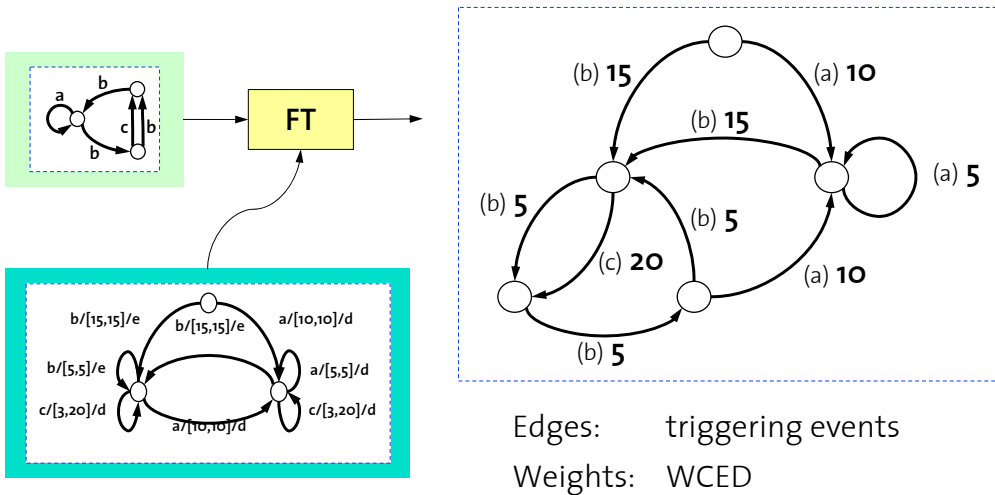 a
b
c
b
b
FT
b/[15,15]/e
b/[15,15]/e
a/[10,10]/d
b/[5,5]/e
a/[5,5]/d
c/[3,20]/d
c/[3,20]/d
a/[10,10]/d
(b) 15
(a) 10
(b) 15
(a) 5
(b) 5
(b) 5
(c) 20
(a) 10
(b) 5
Edges: triggering events
Weights: WCED